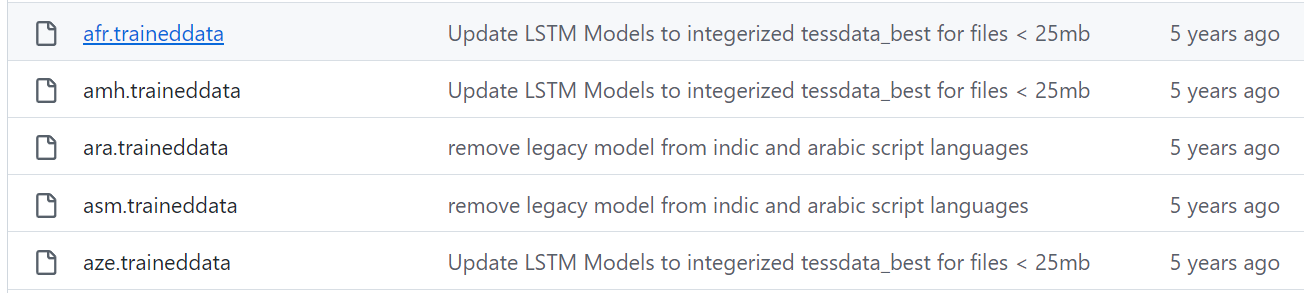 afr.traineddata Update LSTM Models to integerized tessdata_best for files < 25mb 5 years ago
amh.traineddata Update LSTM Models to integerized tessdata_best for files < 25mb 5 years ago
ara.traineddata remove legacy model from indic and arabic script languages 5 years ago
asm.traineddata remove legacy model from indic and arabic script languages 5 years ago
aze.traineddata Update LSTM Models to integerized tessdata_best for files < 25mb 5 years ago